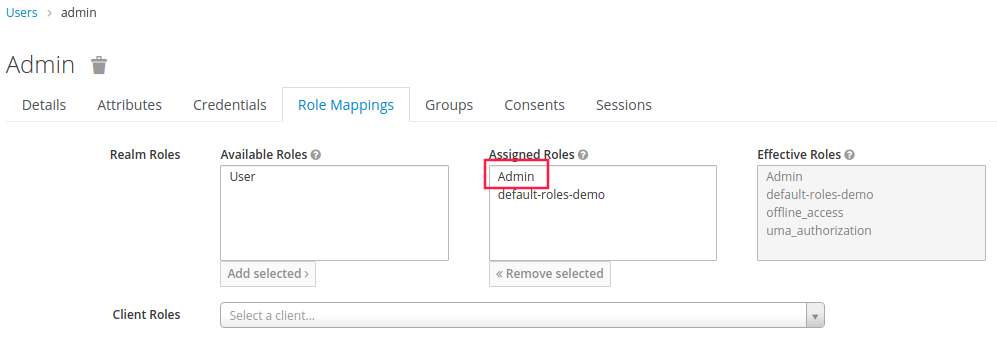 Users > admin
Admin
Details Attributes Credentials Role Mappings Groups Consents Sessions
Realm Roles Available Roles Assigned Roles Effective Roles
User Admin Admin
default-roles-demo default-roles-demo
offline_access
uma_authorization
Add selected > « Remove selected
Client Roles Select a client...